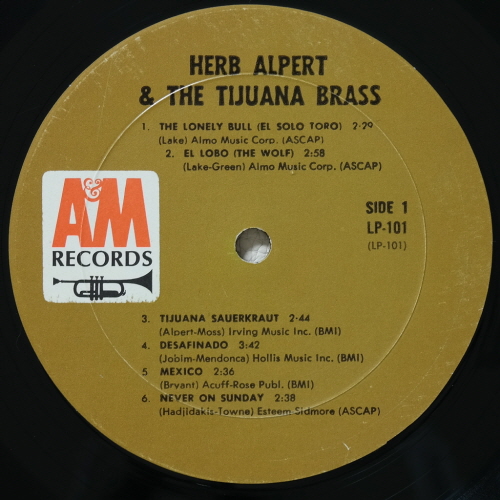 HERB ALPERT
& THE TIJUANA BRASS
1. THE LONELY BULL (EL SOLO TORO) 2:29
(Lake) Almo Music Corp. (ASCAP)
2. EL LOBO (THE WOLF) 2:58
(Lake-Green) Almo Music Corp. (ASCAP)
A&M
RECORDS
SIDE 1
LP-101
(LP-101)
3. TIJUANA SAUERKRAUT 2:44
(Alpert-Moss) Irving Music Inc. (BMI)
4. DESAFINADO 3:42
(Jobim-Mendonca) Hollis Music Inc. (BMI)
5 MEXICO 2:36
(Bryant) Acuff-Rose Publ. (BMI)
6. NEVER ON SUNDAY 2:38
(Hadjidakis-Towne) Esteem Sidmore (ASCAP)